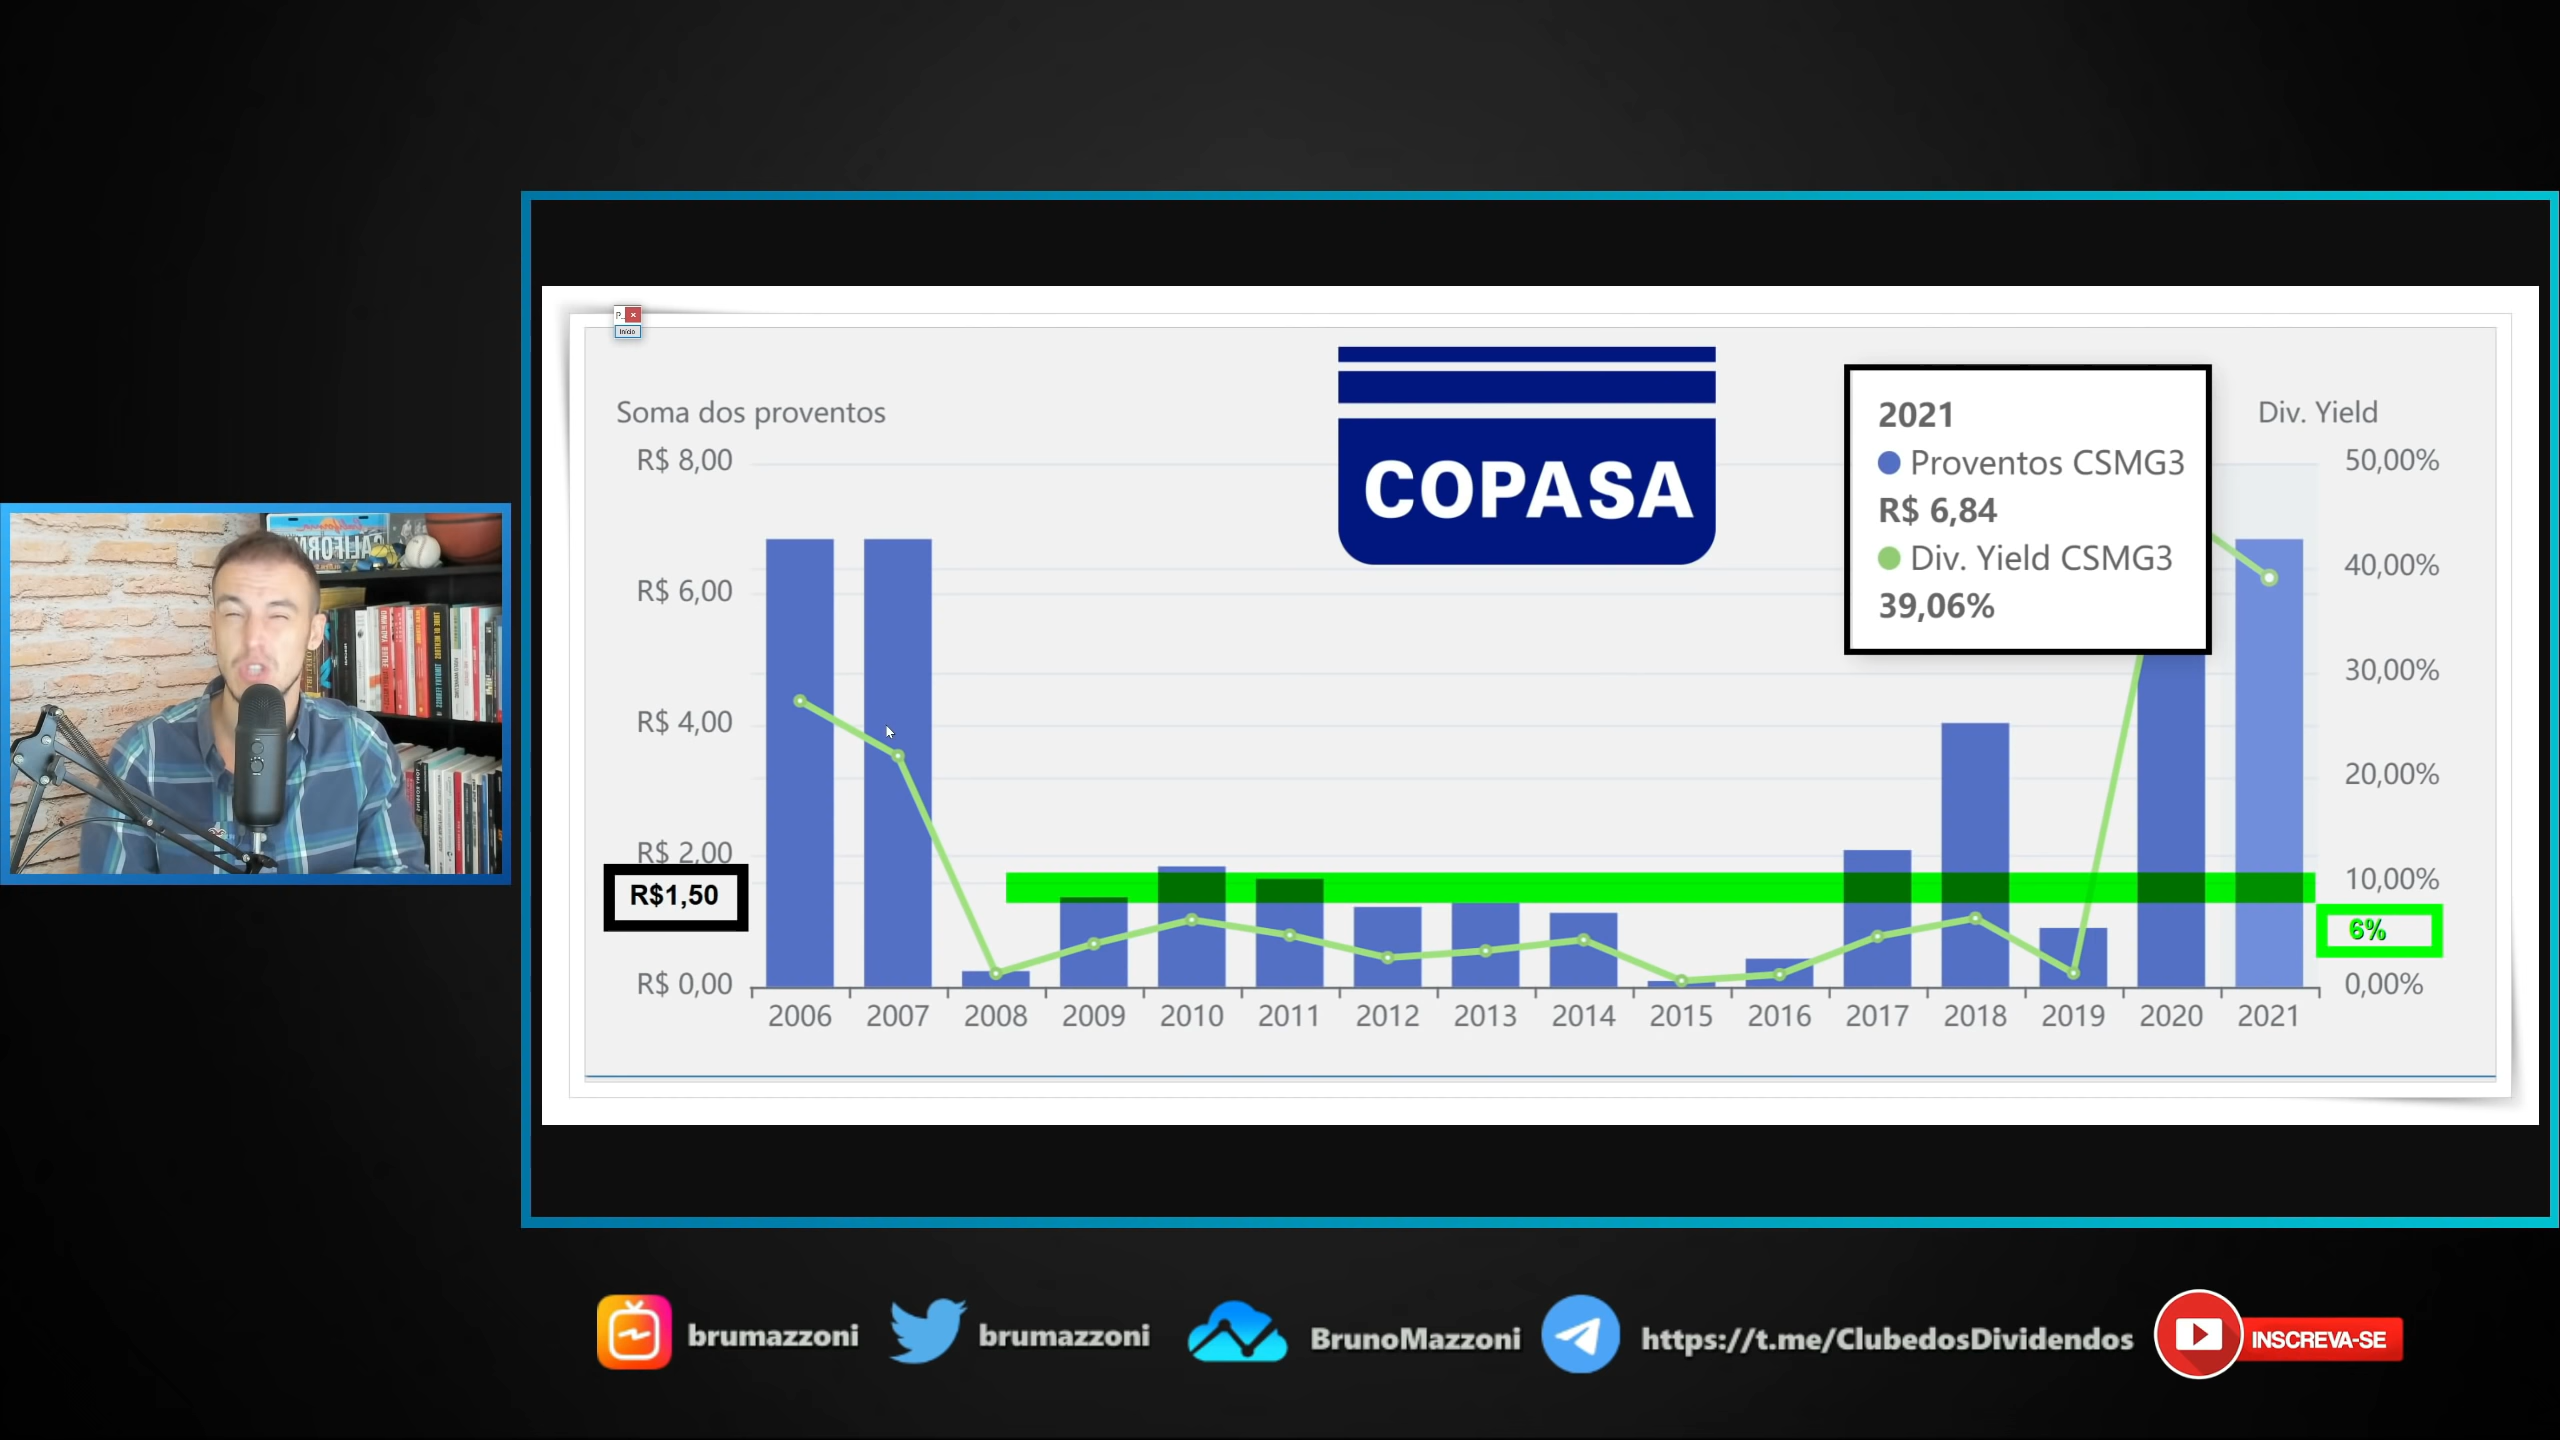 Início
COPASA
Soma dos proventos
R$ 8,00
R$ 6,00
R$ 4,00
R$ 2,00
R$1,50
R$ 0,00
2021
Proventos CSMG3
R$ 6,84
Div. Yield CSMG3
39,06%
Div. Yield
50,00%
40,00%
30,00%
20,00%
10,00%
6%
0,00%
2006 2007 2008 2009 2010 2011 2012 2013 2014 2015 2016 2017 2018 2019 2020 2021
brumazzoni brumazzoni BrunoMazzoni https://t.me/ClubedosDividendos INSCREVA-SE